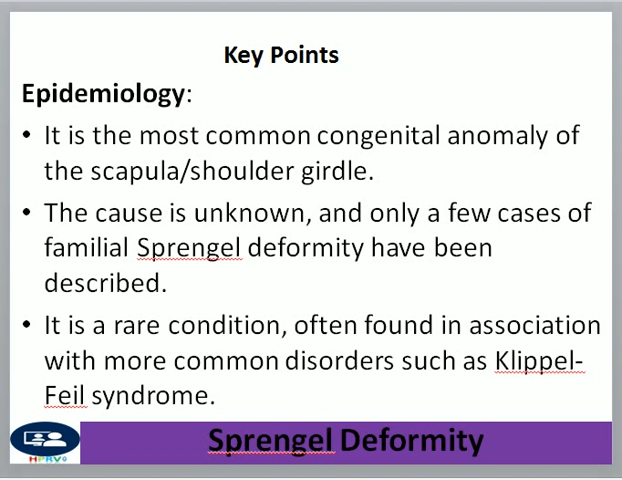 Key Points
Epidemiology:
• It is the most common congenital anomaly of
the scapula/shoulder girdle.
• The cause is unknown, and only a few cases of
familial Sprengel deformity have been
described.
• It is a rare condition, often found in association
with more common disorders such as Klippel-
Feil syndrome.
Sprengel Deformity